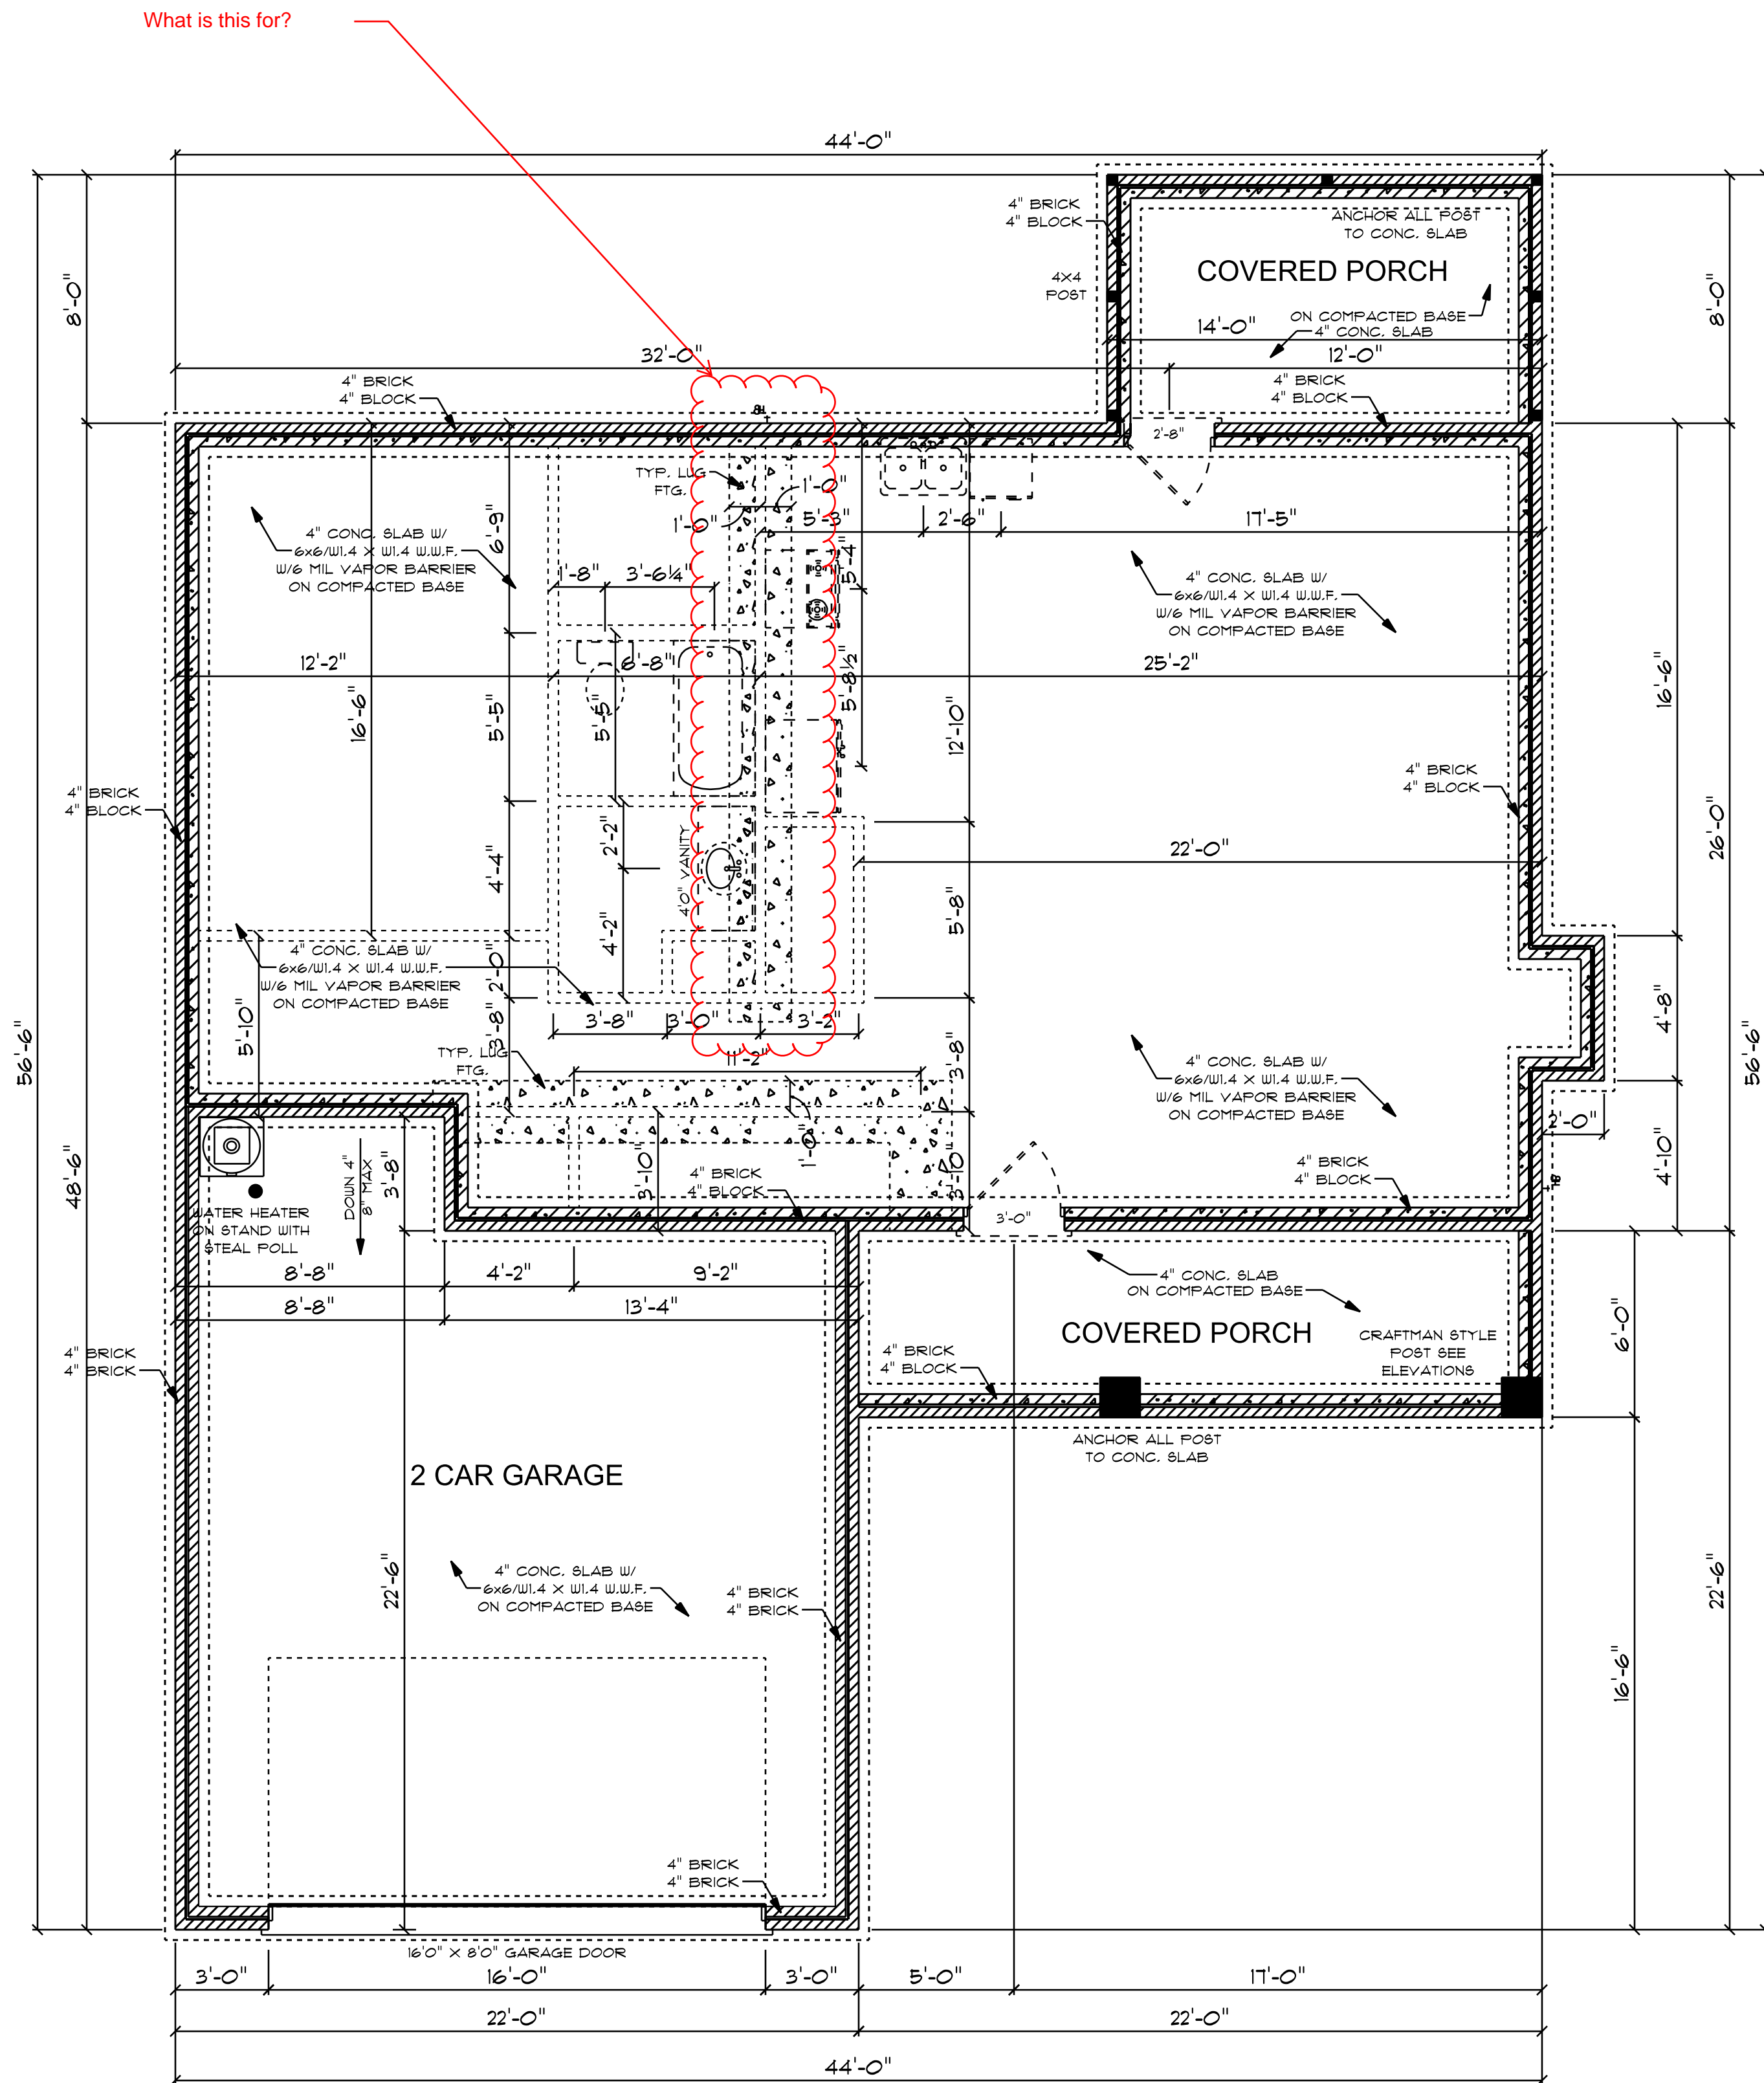 What is this for?
44'-0"
4" BRICK
4" BLOCK
ANCHOR ALL POST
TO CONC. SLAB
COVERED PORCH
4X4
POST
ON COMPACTED BASE
4" CONC. SLAB
14'-0"
8'-0"
8'-0"
32'-0"
12'-0"
4" BRICK
4" BLOCK
4" BRICK
4" BLOCK
2'-8"
TYP. LUG
FTG.
1'-0"
1'-0"
5'-3"
2'-6"
17'-5"
6'-9"
4" CONC. SLAB W/
6x6/W1.4 X W1.4 W.W.F.
W/6 MIL VAPOR BARRIER
ON COMPACTED BASE
1'-8"
3'-6¼"
5'-4"
4" CONC. SLAB W/
6x6/W1.4 X W1.4 W.W.F.
W/6 MIL VAPOR BARRIER
ON COMPACTED BASE
12'-2"
6'-8"
25'-2"
16'-6"
5'-5"
5'-5"
5'-8½"
12'-10"
16'-6"
4" BRICK
4" BLOCK
4" BRICK
4" BLOCK
4'-4"
2'-2"
4'0" VANITY
22'-0"
26'-0"
4'-2"
5'-8"
4" CONC. SLAB W/
6x6/W1.4 X W1.4 W.W.F.
W/6 MIL VAPOR BARRIER
ON COMPACTED BASE
2'-0"
4'-8"
56'-6"
5'-10"
3'-8"
3'-8"
3'-0"
3'-2"
56'-6"
TYP. LUG
FTG.
11'-2"
3'-8"
4" CONC. SLAB W/
6x6/W1.4 X W1.4 W.W.F.
W/6 MIL VAPOR BARRIER
ON COMPACTED BASE
2'-0"
48'-6"
DOWN 4"
8" MAX
3'-8"
3'-10"
1'-0"
3'-10"
4'-10"
4" BRICK
4" BLOCK
4" BRICK
4" BLOCK
WATER HEATER
ON STAND WITH
STEAL POLL
3'-0"
8'-8"
4'-2"
9'-2"
4" CONC. SLAB
ON COMPACTED BASE
8'-8"
13'-4"
COVERED PORCH
CRAFTMAN STYLE
POST SEE
ELEVATIONS
6'-0"
4" BRICK
4" BRICK
4" BRICK
4" BLOCK
ANCHOR ALL POST
TO CONC. SLAB
2 CAR GARAGE
22'-6"
4" CONC. SLAB W/
6x6/W1.4 X W1.4 W.W.F.
ON COMPACTED BASE
4" BRICK
4" BRICK
22'-6"
16'-6"
4" BRICK
4" BRICK
16'0" X 8'0" GARAGE DOOR
3'-0"
16'-0"
3'-0"
5'-0"
17'-0"
22'-0"
22'-0"
44'-0"